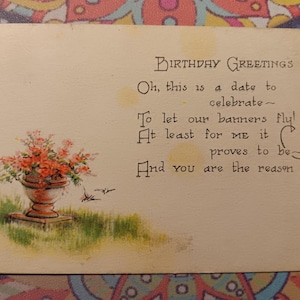 BIRTHDAY GREETINGS
Oh, this is a date to
celebrate~
To let our banners fly!
At least for ME it
proves to be~
And you are the reason